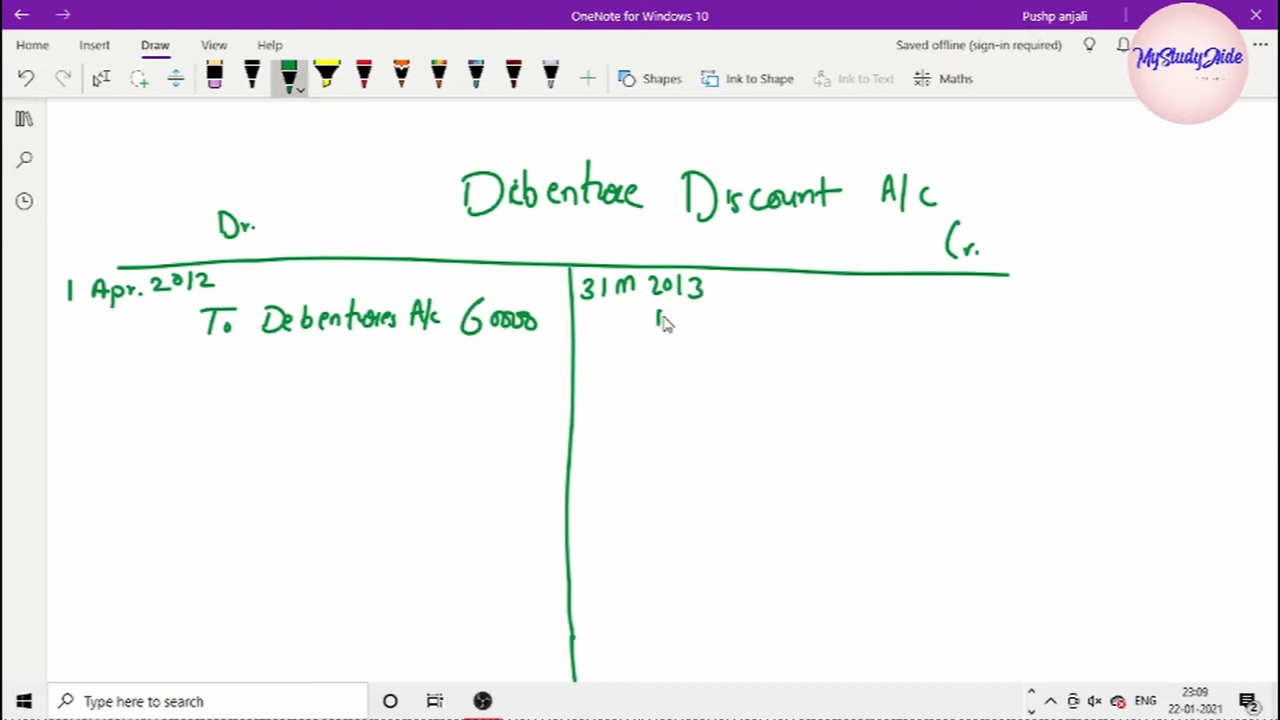 OneNote for Windows 10
Pushp anjali
Home Insert Draw View Help
Saved offline (sign-in required)
MyStudyAide
Shapes Ink to Shape Ink to Text Maths
Debenture Discount A/c
Dr.
Cr.
1 Apr. 2012
31 M 2013
To Debentures A/c 60000
Type here to search
ENG
23:09
22-01-2021
2